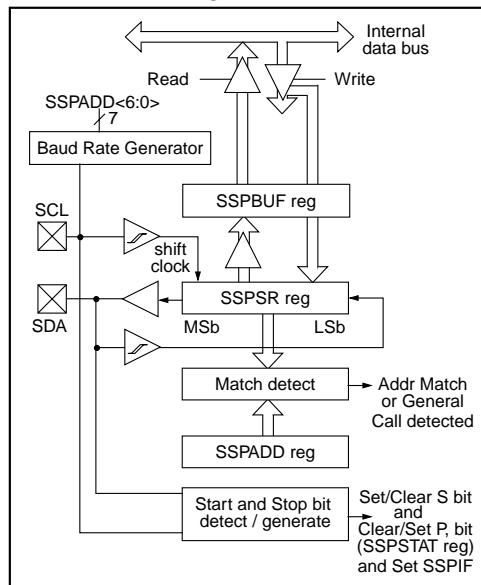 Internal
data bus
Read
Write
SSPADD<6:0>
7
Baud Rate Generator
SSPBUF reg
SCL
shift
clock
SSPSR reg
SDA
MSb
LSb
Match detect
Addr Match
or General
Call detected
SSPADD reg
Start and Stop bit
detect / generate
Set/Clear S bit
and
Clear/Set P, bit
(SSPSTAT reg)
and Set SSPIF